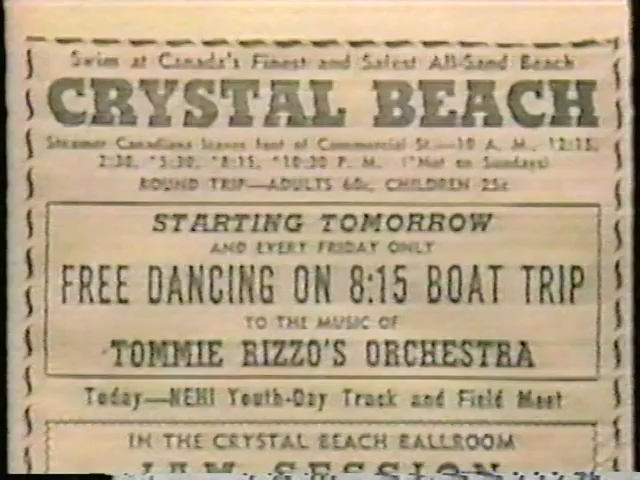 Swim at Canada's Finest and Safest All-Sand Beach
CRYSTAL BEACH
Steamer Canadiana leaves foot of Commercial St.—10 A. M., 12:15,
2:30, *5:30, *8:15, *10:30 P. M. (*Not on Sundays)
ROUND TRIP—ADULTS 60c, CHILDREN 25c
STARTING TOMORROW
AND EVERY FRIDAY ONLY
FREE DANCING ON 8:15 BOAT TRIP
TO THE MUSIC OF
TOMMIE RIZZO'S ORCHESTRA
Today—NEHI Youth-Day Track and Field Meet
IN THE CRYSTAL BEACH BALLROOM
JAM SESSION